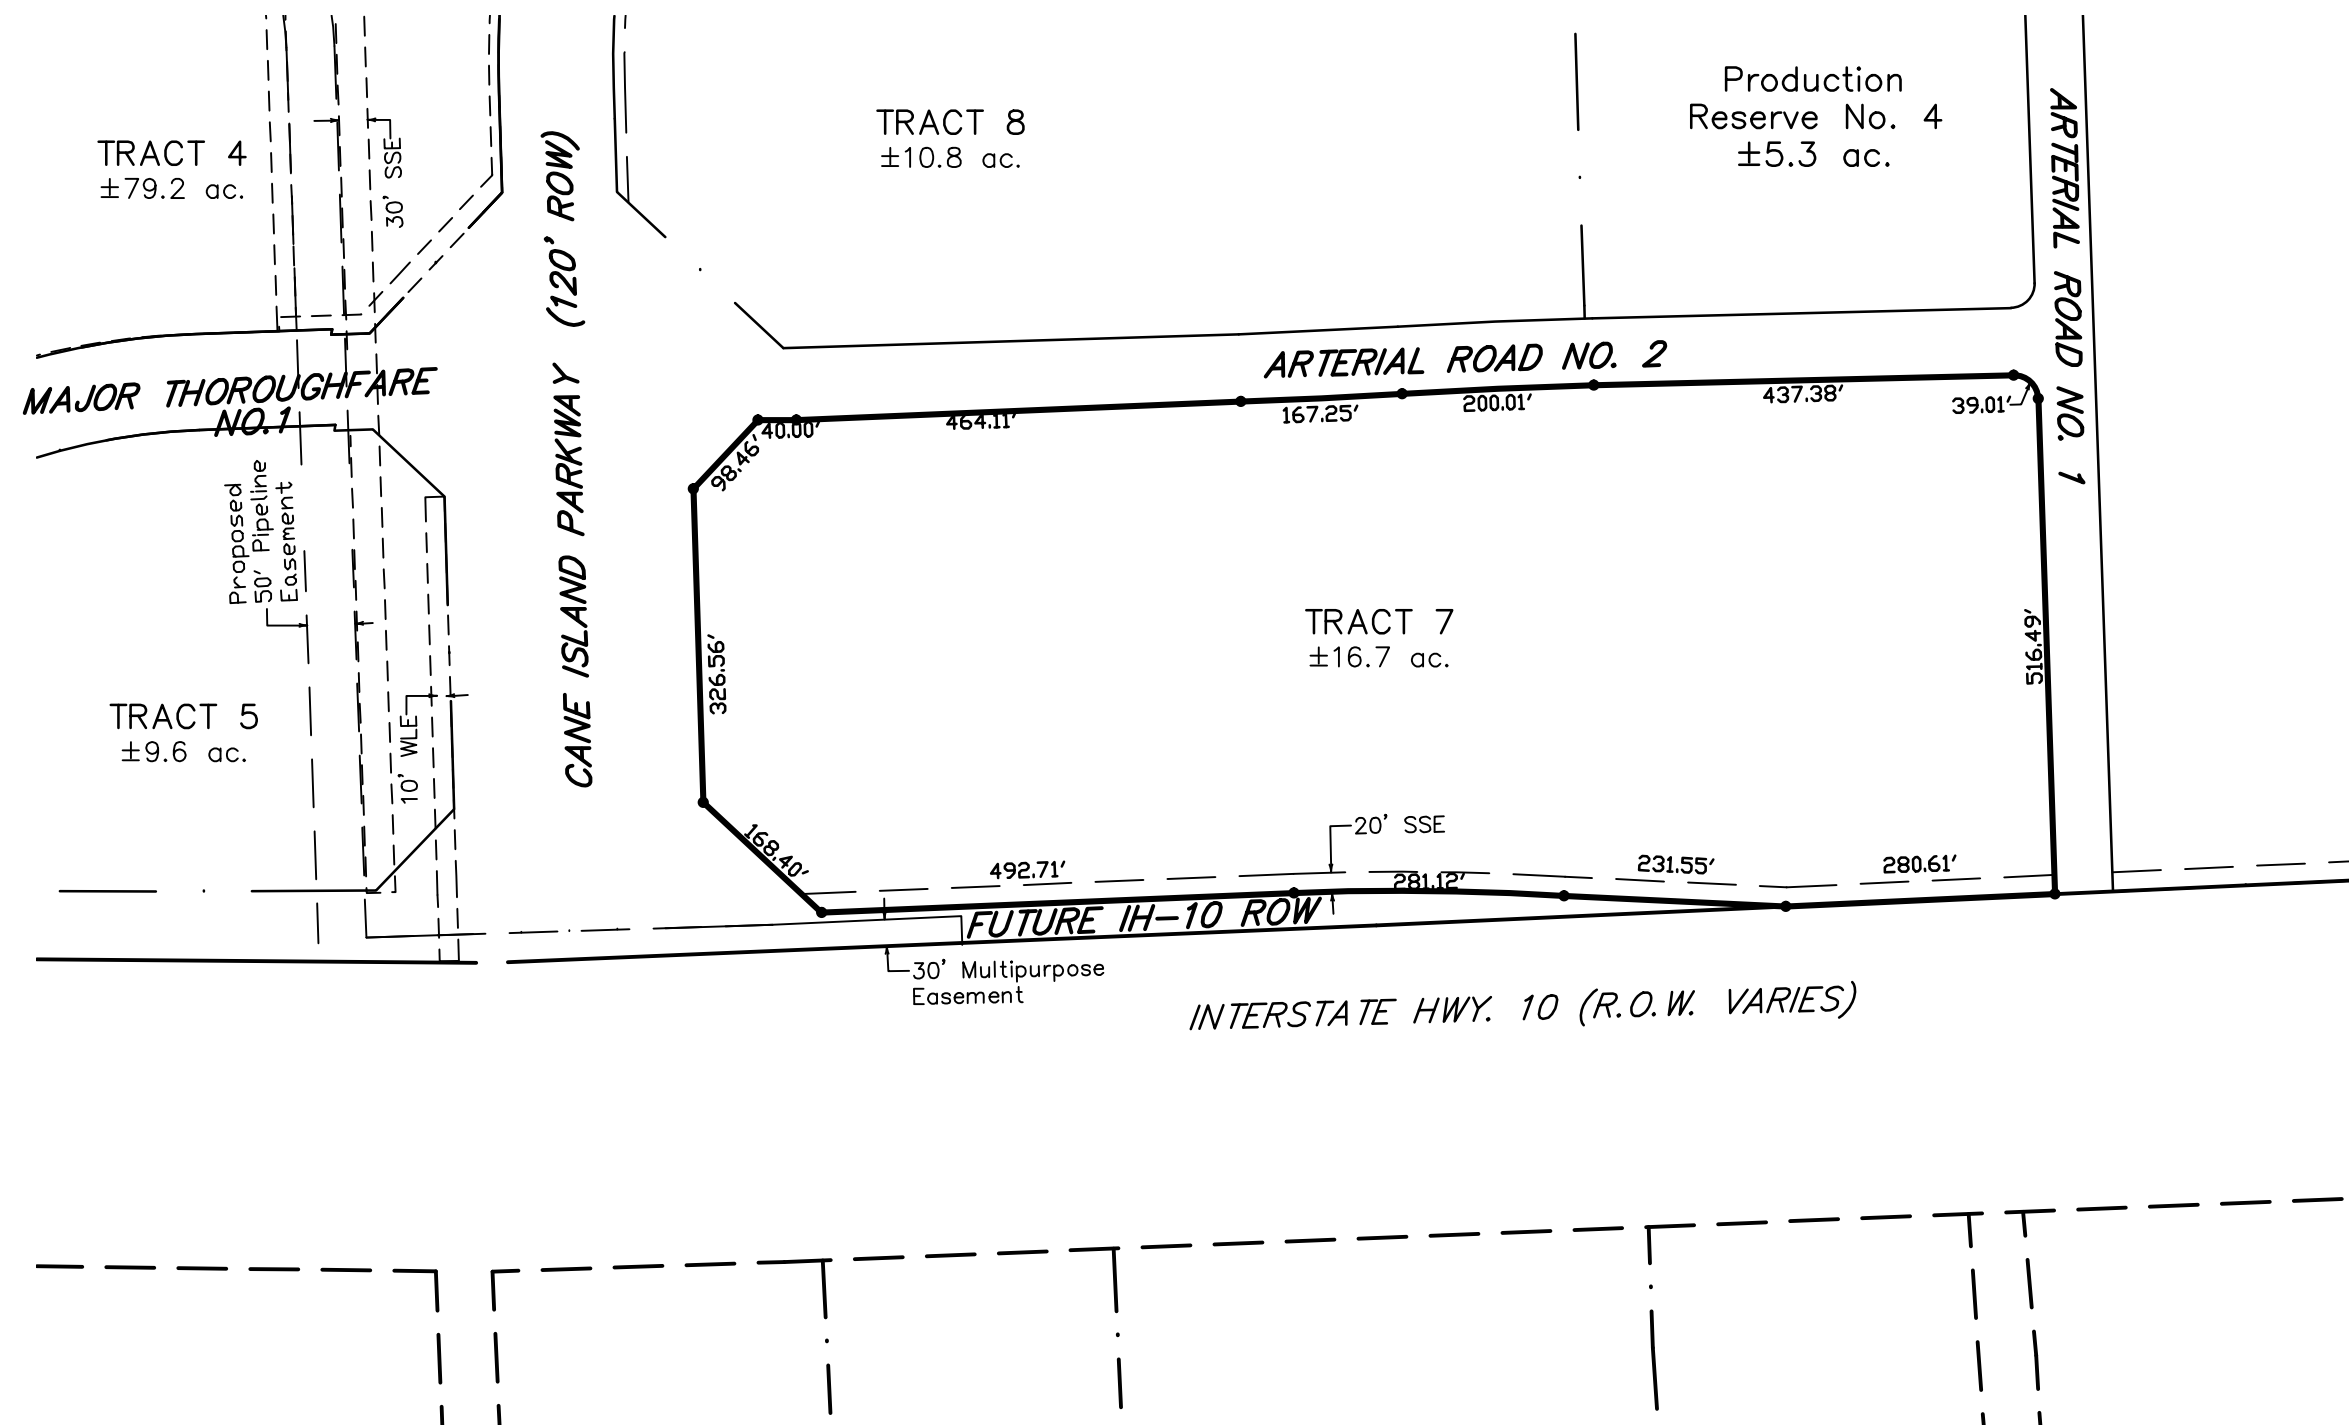 Production
Reserve No. 4
±5.3 ac.
TRACT 8
±10.8 ac.
TRACT 4
±79.2 ac.
30' SSE
CANE ISLAND PARKWAY (120' ROW)
ARTERIAL ROAD NO. 1
ARTERIAL ROAD NO. 2
MAJOR THOROUGHFARE
NO.1
40.00'
464.11'
167.25'
200.01'
437.38'
39.01'
98.46'
Proposed
50' Pipeline
Easement
326.56'
TRACT 7
±16.7 ac.
516.49'
TRACT 5
±9.6 ac.
10' WLE
168.40'
20' SSE
492.71'
281.12'
231.55'
280.61'
FUTURE IH-10 ROW
30' Multipurpose
Easement
INTERSTATE HWY. 10 (R.O.W. VARIES)